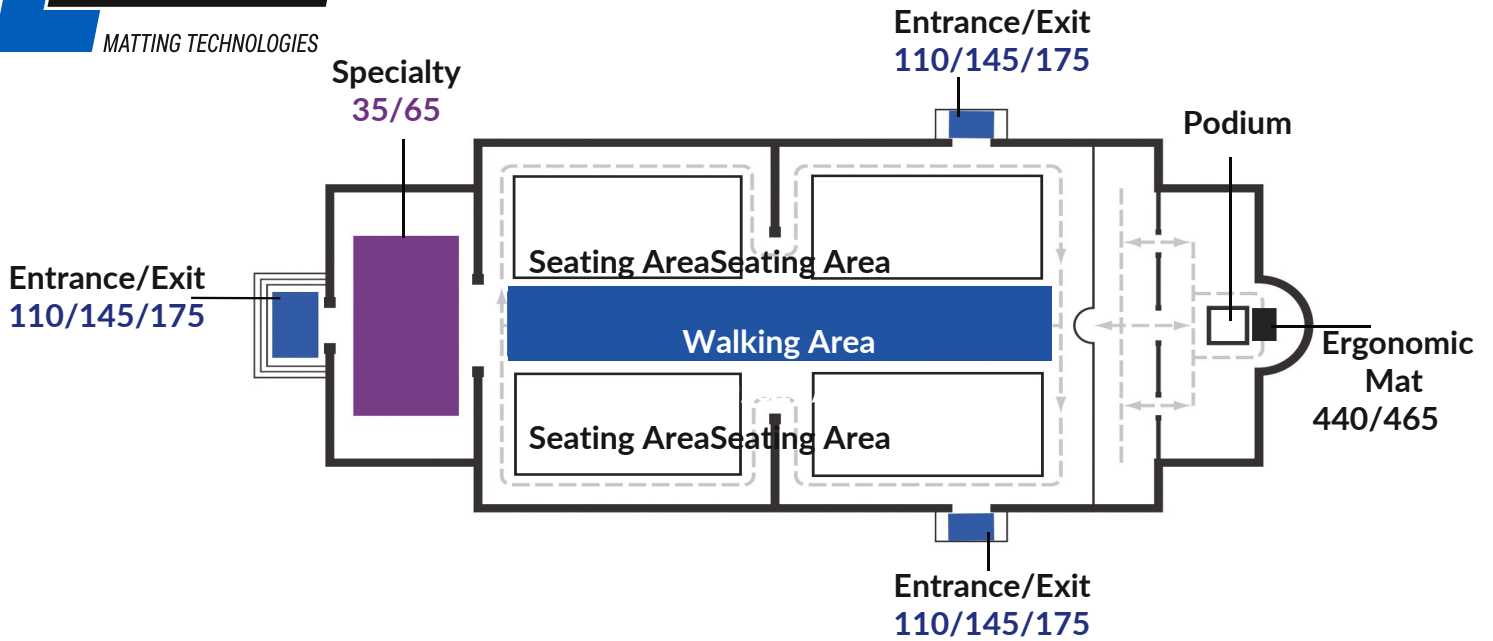 MATTING TECHNOLOGIES
Entrance/Exit
110/145/175
Specialty
35/65
Podium
Entrance/Exit
110/145/175
Seating AreaSeating Area
Walking Area
Seating AreaSeating Area
Ergonomic
Mat
440/465
Entrance/Exit
110/145/175